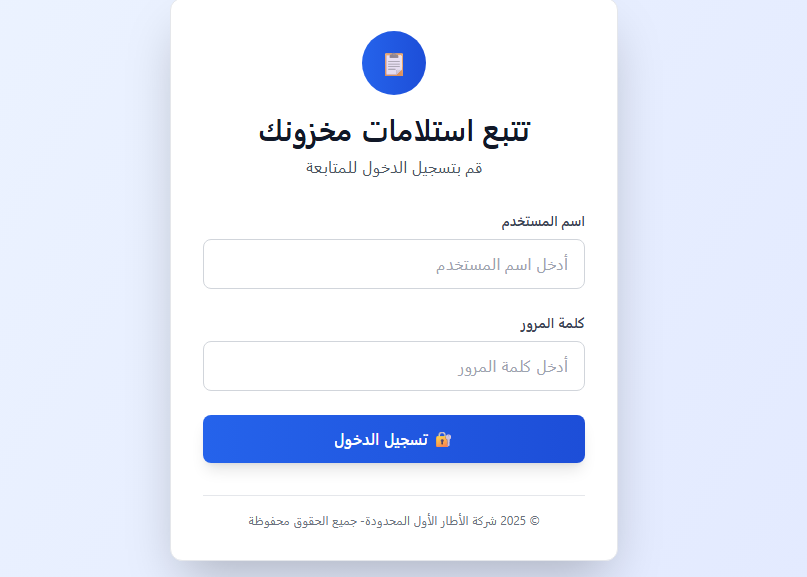 تتبع استلامات مخزونك
قم بتسجيل الدخول للمتابعة
اسم المستخدم
أدخل اسم المستخدم
كلمة المرور
أدخل كلمة المرور
🔐 تسجيل الدخول
© 2025 شركة الأطار الأول المحدودة- جميع الحقوق محفوظة